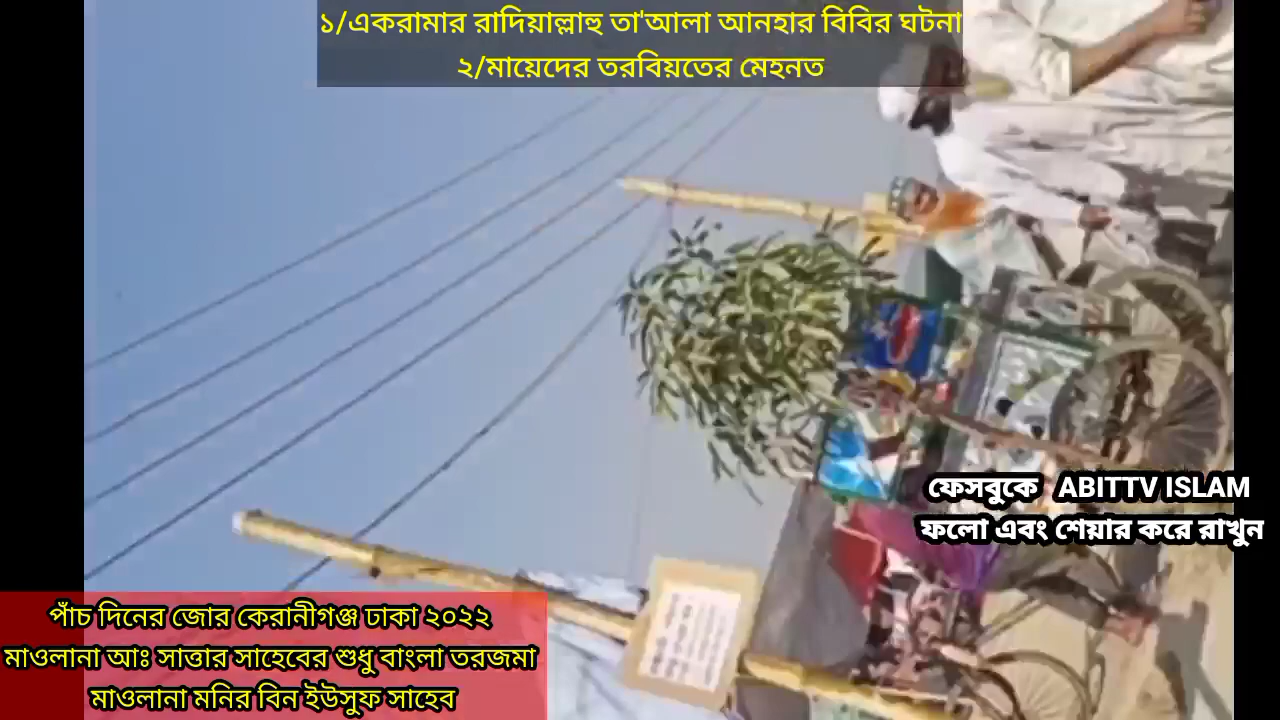 ১/একরামার রাদিয়াল্লাহু তা'আলা আনহার বিবির ঘটনা
২/মায়েদের তরবিয়তের মেহনত
ফেসবুকে ABITTV ISLAM
ফলো এবং শেয়ার করে রাখুন
পাঁচ দিনের জোর কেরানীগঞ্জ ঢাকা ২০২২
মাওলানা আঃ সাত্তার সাহেবের শুধু বাংলা তরজমা
মাওলানা মনির বিন ইউসুফ সাহেব